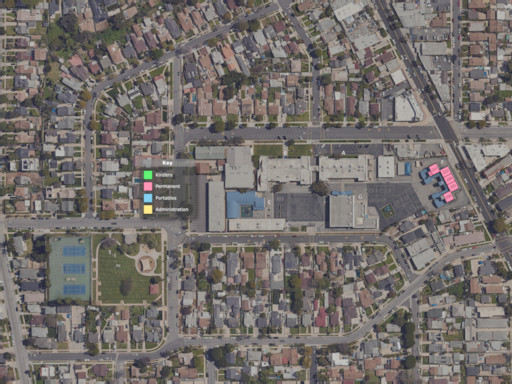 Key
Kinders
Permanent
Portables
Administration